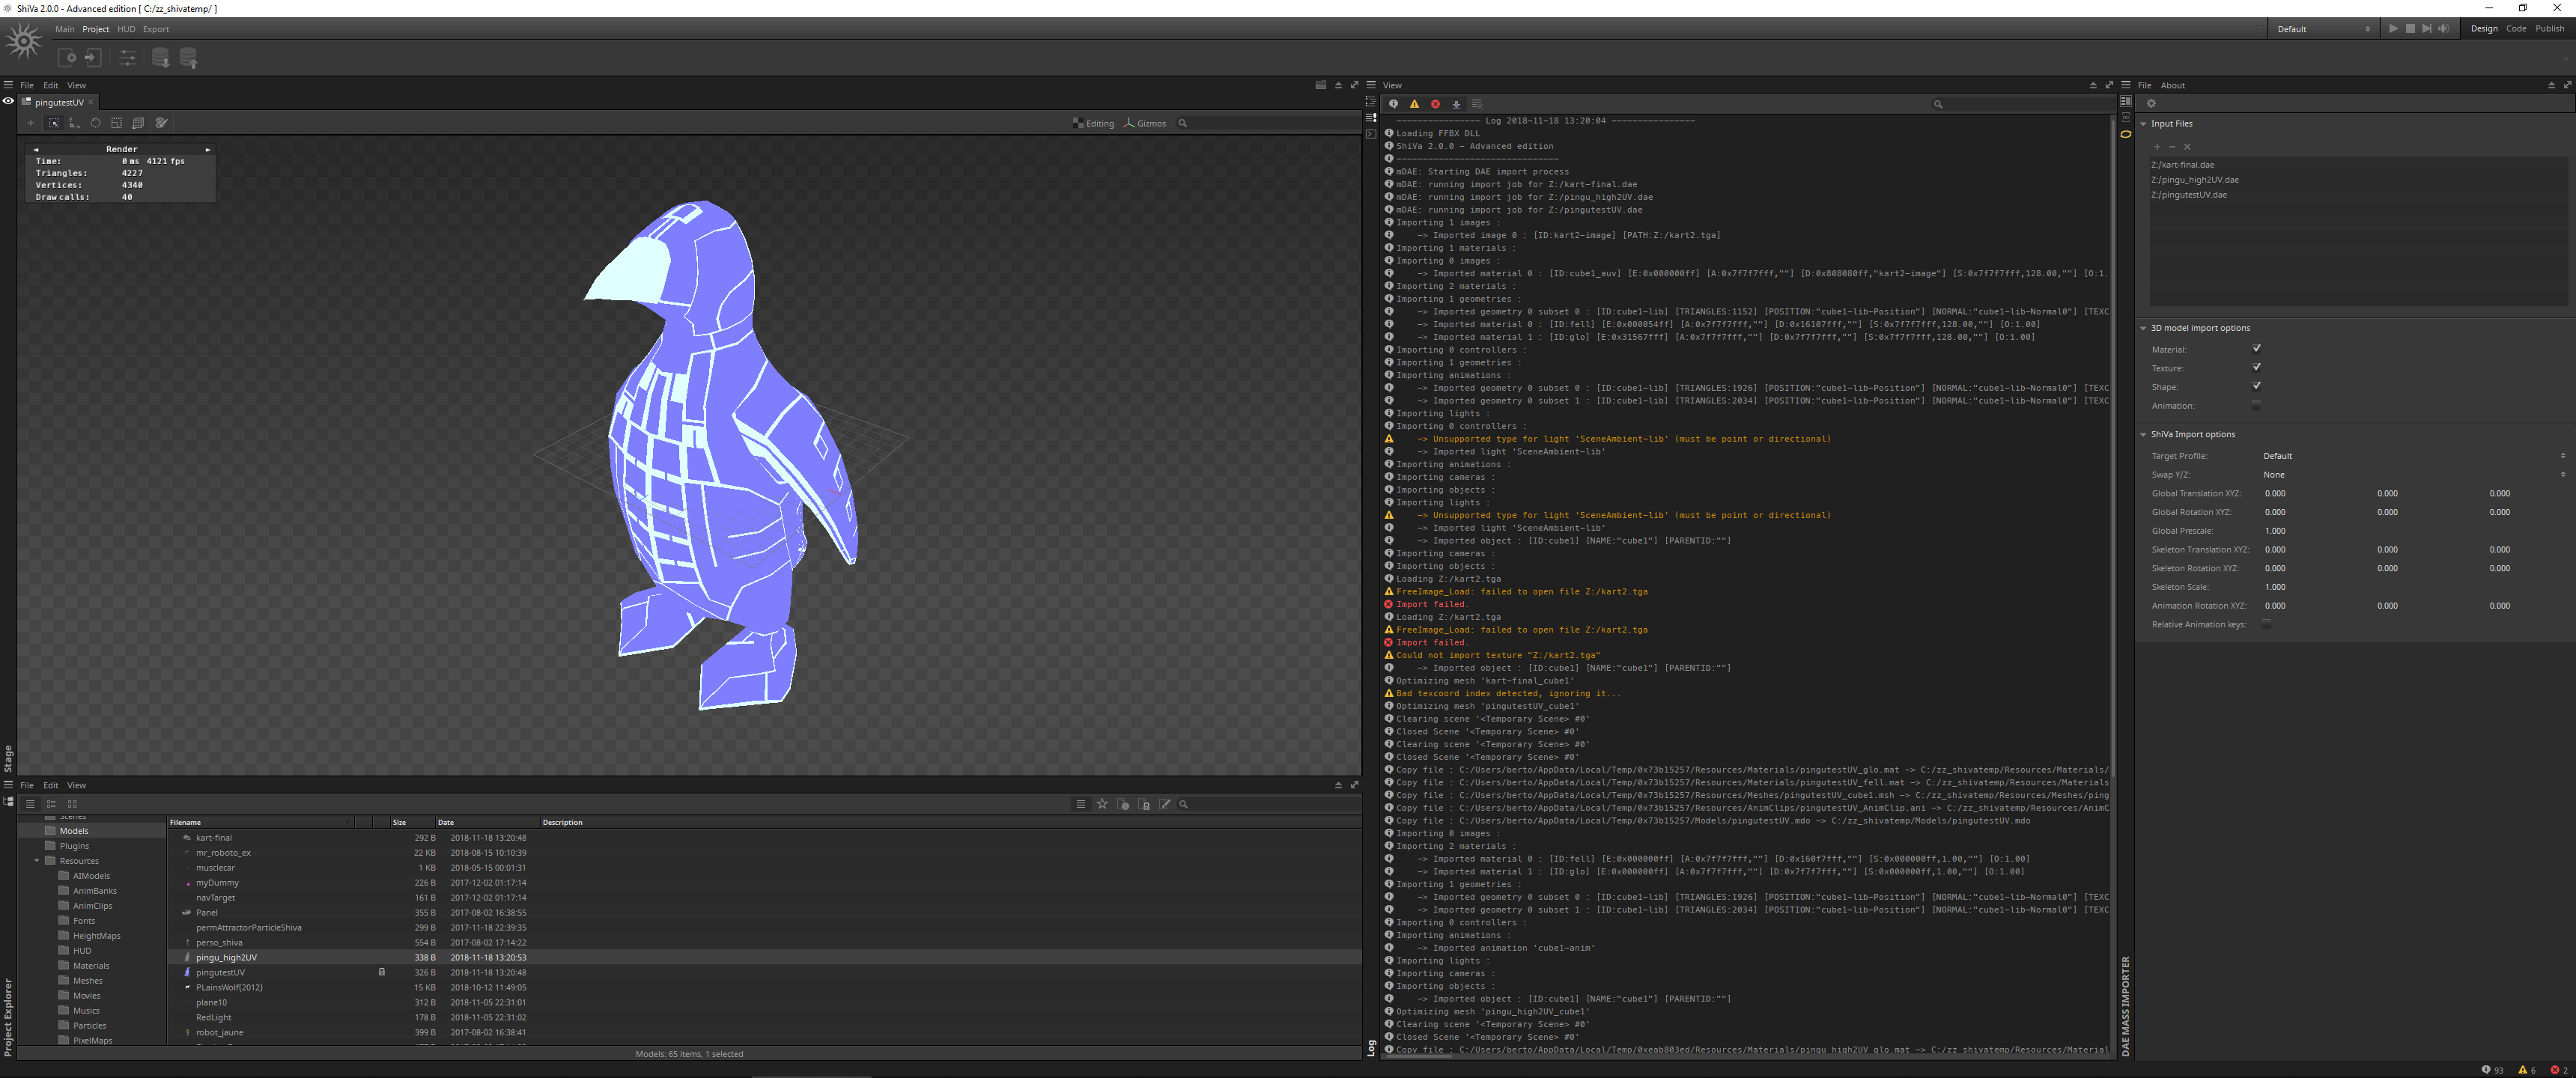 ShiVa 2.0.0 - Advanced edition [ C:/zz_shivatemp/ ]
Main Project HUD Export
Default
Design Code Publish
File Edit View
pingutestUV
Editing Gizmos
Render
Time: 0 ms 4121 fps
Triangles: 4227
Vertices: 4340
Draw calls: 40
Stage
File Edit View
Scenes
Models
Plugins
Resources
AIModels
AnimBanks
AnimClips
Fonts
HeightMaps
HUD
Materials
Meshes
Movies
Musics
Particles
PixelMaps
Filename Size Date Description
kart-final 292 B 2018-11-18 13:20:48
mr_roboto_ex 22 KB 2018-08-15 10:10:39
musclecar 1 KB 2018-05-15 00:01:31
myDummy 226 B 2017-12-02 01:17:14
navTarget 161 B 2017-12-02 01:17:14
Panel 355 B 2017-08-02 16:38:55
permAttractorParticleShiva 299 B 2017-11-18 22:39:35
perso_shiva 554 B 2017-08-02 17:14:22
pingu_high2UV 338 B 2018-11-18 13:20:53
pingutestUV 326 B 2018-11-18 13:20:48
PLainsWolf(2012) 15 KB 2018-10-12 11:49:05
plane10 312 B 2018-11-05 22:31:01
RedLight 178 B 2018-11-05 22:31:02
robot_jaune 399 B 2017-08-02 16:38:41
Models: 65 items, 1 selected
Project Explorer
View
---------------- Log 2018-11-18 13:20:04 ----------------
Loading FFBX DLL
ShiVa 2.0.0 - Advanced edition
-------------------------------
mDAE: Starting DAE import process
mDAE: running import job for Z:/kart-final.dae
mDAE: running import job for Z:/pingu_high2UV.dae
mDAE: running import job for Z:/pingutestUV.dae
Importing 1 images :
-> Imported image 0 : [ID:kart2-image] [PATH:Z:/kart2.tga]
Importing 1 materials :
Importing 0 images :
-> Imported material 0 : [ID:cube1_auv] [E:0x000000ff] [A:0x7f7f7fff,""] [D:0x808080ff,"kart2-image"] [S:0x7f7f7fff,128.00,""] [O:1.
Importing 2 materials :
Importing 1 geometries :
-> Imported geometry 0 subset 0 : [ID:cube1-lib] [TRIANGLES:1152] [POSITION:"cube1-lib-Position"] [NORMAL:"cube1-lib-Normal0"] [TEXC
-> Imported material 0 : [ID:fell] [E:0x000054ff] [A:0x7f7f7fff,""] [D:0x16107fff,""] [S:0x7f7f7fff,128.00,""] [O:1.00]
-> Imported material 1 : [ID:glo] [E:0x31567fff] [A:0x7f7f7fff,""] [D:0x7f7f7fff,""] [S:0x7f7f7fff,128.00,""] [O:1.00]
Importing 0 controllers :
Importing 1 geometries :
Importing animations :
-> Imported geometry 0 subset 0 : [ID:cube1-lib] [TRIANGLES:1926] [POSITION:"cube1-lib-Position"] [NORMAL:"cube1-lib-Normal0"] [TEXC
-> Imported geometry 0 subset 1 : [ID:cube1-lib] [TRIANGLES:2034] [POSITION:"cube1-lib-Position"] [NORMAL:"cube1-lib-Normal0"] [TEXC
Importing lights :
Importing 0 controllers :
-> Unsupported type for light 'SceneAmbient-lib' (must be point or directional)
-> Imported light 'SceneAmbient-lib'
Importing animations :
Importing cameras :
Importing objects :
Importing lights :
-> Unsupported type for light 'SceneAmbient-lib' (must be point or directional)
-> Imported light 'SceneAmbient-lib'
-> Imported object : [ID:cube1] [NAME:"cube1"] [PARENTID:""]
Importing cameras :
Importing objects :
Loading Z:/kart2.tga
FreeImage_Load: failed to open file Z:/kart2.tga
Import failed.
Loading Z:/kart2.tga
FreeImage_Load: failed to open file Z:/kart2.tga
Import failed.
Could not import texture "Z:/kart2.tga"
-> Imported object : [ID:cube1] [NAME:"cube1"] [PARENTID:""]
Optimizing mesh 'kart-final_cube1'
Bad texcoord index detected, ignoring it...
Optimizing mesh 'pingutestUV_cube1'
Clearing scene '<Temporary Scene> #0'
Closed Scene '<Temporary Scene> #0'
Clearing scene '<Temporary Scene> #0'
Closed Scene '<Temporary Scene> #0'
Copy file : C:/Users/berto/AppData/Local/Temp/0x73b15257/Resources/Materials/pingutestUV_glo.mat -> C:/zz_shivatemp/Resources/Materials/
Copy file : C:/Users/berto/AppData/Local/Temp/0x73b15257/Resources/Materials/pingutestUV_fell.mat -> C:/zz_shivatemp/Resources/Materials
Copy file : C:/Users/berto/AppData/Local/Temp/0x73b15257/Resources/Meshes/pingutestUV_cube1.msh -> C:/zz_shivatemp/Resources/Meshes/ping
Copy file : C:/Users/berto/AppData/Local/Temp/0x73b15257/Resources/AnimClips/pingutestUV_AnimClip.ani -> C:/zz_shivatemp/Resources/AnimC
Copy file : C:/Users/berto/AppData/Local/Temp/0x73b15257/Models/pingutestUV.mdo -> C:/zz_shivatemp/Models/pingutestUV.mdo
Importing 0 images :
Importing 2 materials :
-> Imported material 0 : [ID:fell] [E:0x000000ff] [A:0x7f7f7fff,""] [D:0x160f7fff,""] [S:0x000000ff,1.00,""] [O:1.00]
-> Imported material 1 : [ID:glo] [E:0x000000ff] [A:0x7f7f7fff,""] [D:0x7f7f7fff,""] [S:0x000000ff,1.00,""] [O:1.00]
Importing 1 geometries :
-> Imported geometry 0 subset 0 : [ID:cube1-lib] [TRIANGLES:1926] [POSITION:"cube1-lib-Position"] [NORMAL:"cube1-lib-Normal0"] [TEXC
-> Imported geometry 0 subset 1 : [ID:cube1-lib] [TRIANGLES:2034] [POSITION:"cube1-lib-Position"] [NORMAL:"cube1-lib-Normal0"] [TEXC
Importing 0 controllers :
Importing animations :
-> Imported animation 'cube1-anim'
Importing lights :
Importing cameras :
Importing objects :
-> Imported object : [ID:cube1] [NAME:"cube1"] [PARENTID:""]
Optimizing mesh 'pingu_high2UV_cube1'
Clearing scene '<Temporary Scene> #0'
Closed Scene '<Temporary Scene> #0'
Copy file : C:/Users/berto/AppData/Local/Temp/0xeab803ed/Resources/Materials/pingu_high2UV_glo.mat -> C:/zz_shivatemp/Resources/Material
Log
File About
Input Files
Z:/kart-final.dae
Z:/pingu_high2UV.dae
Z:/pingutestUV.dae
3D model import options
Material:
Texture:
Shape:
Animation:
ShiVa Import options
Target Profile: Default
Swap Y/Z: None
Global Translation XYZ: 0.000 0.000 0.000
Global Rotation XYZ: 0.000 0.000 0.000
Global Prescale: 1.000
Skeleton Translation XYZ: 0.000 0.000 0.000
Skeleton Rotation XYZ: 0.000 0.000 0.000
Skeleton Scale: 1.000
Animation Rotation XYZ: 0.000 0.000 0.000
Relative Animation keys:
DAE MASS IMPORTER
93 6 2